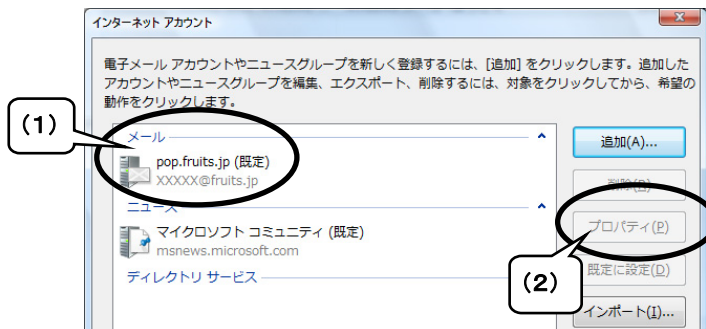 インターネット アカウント
電子メール アカウントやニュースグループを新しく登録するには、[追加] をクリックします。追加した
アカウントやニュースグループを編集、エクスポート、削除するには、対象をクリックしてから、希望の
動作をクリックします。
(1)
メール
pop.fruits.jp (既定)
XXXXX@fruits.jp
ニュース
マイクロソフト コミュニティ (既定)
msnews.microsoft.com
ディレクトリ サービス
追加(A)...
削除(R)
プロパティ(P)
(2)
既定に設定(D)
インポート(I)...